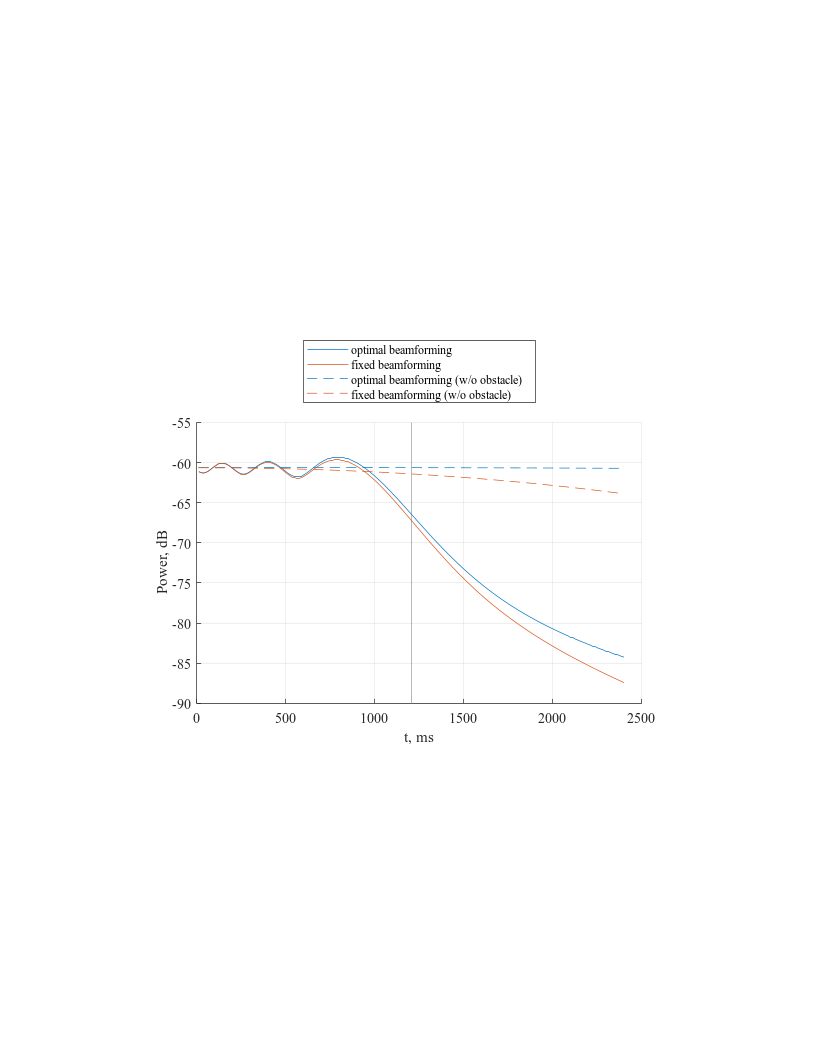 optimal beamforming
fixed beamforming
optimal beamforming (w/o obstacle)
fixed beamforming (w/o obstacle)
-55
-60
-65
-70
-75
-80
-85
-90
Power, dB
0 500 1000 1500 2000 2500
t, ms